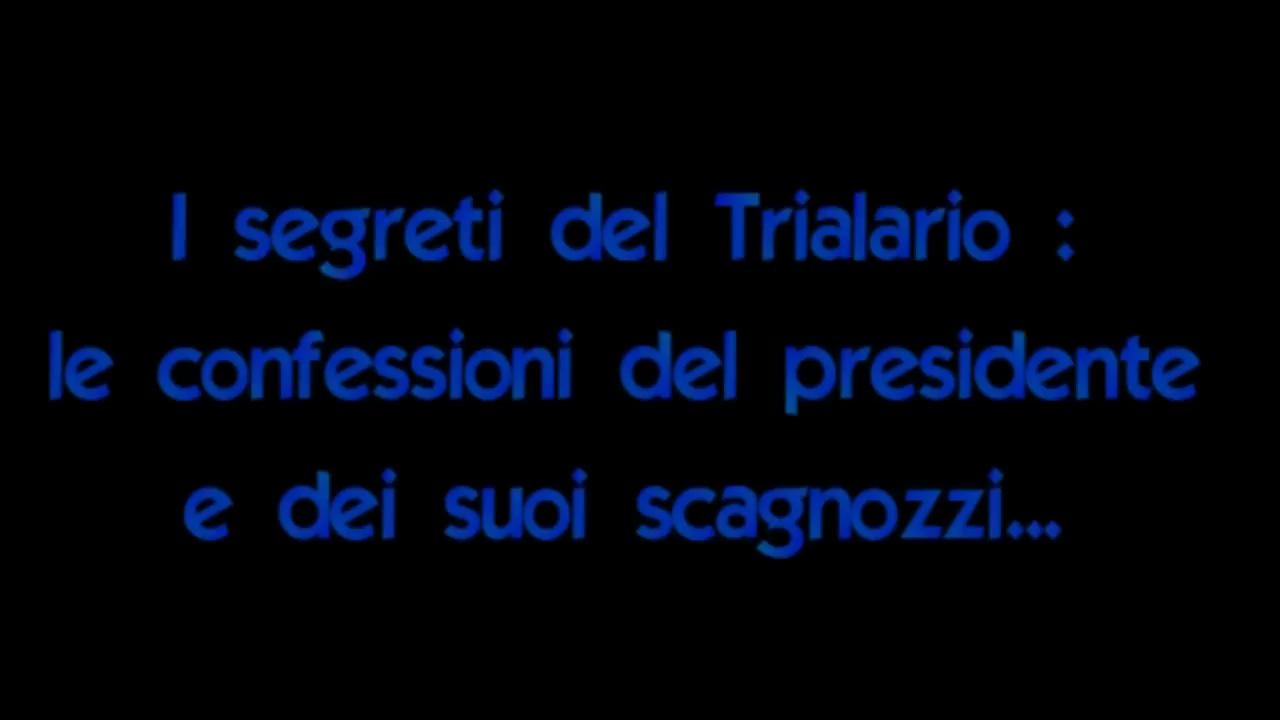 I segreti del Trialario :
le confessioni del presidente
e dei suoi scagnozzi...